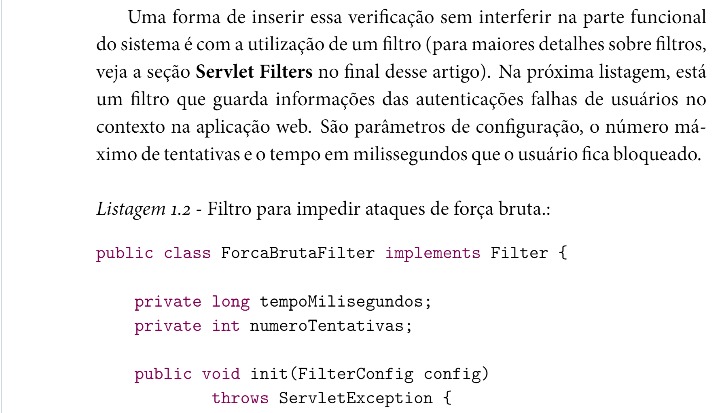 Uma forma de inserir essa verificação sem interferir na parte funcional
do sistema é com a utilização de um filtro (para maiores detalhes sobre filtros,
veja a seção Servlet Filters no final desse artigo). Na próxima listagem, está
um filtro que guarda informações das autenticações falhas de usuários no
contexto na aplicação web. São parâmetros de configuração, o número má-
ximo de tentativas e o tempo em milissegundos que o usuário fica bloqueado.
Listagem 1.2 - Filtro para impedir ataques de força bruta.:
public class ForcaBrutaFilter implements Filter {
private long tempoMilisegundos;
private int numeroTentativas;
public void init(FilterConfig config)
throws ServletException {